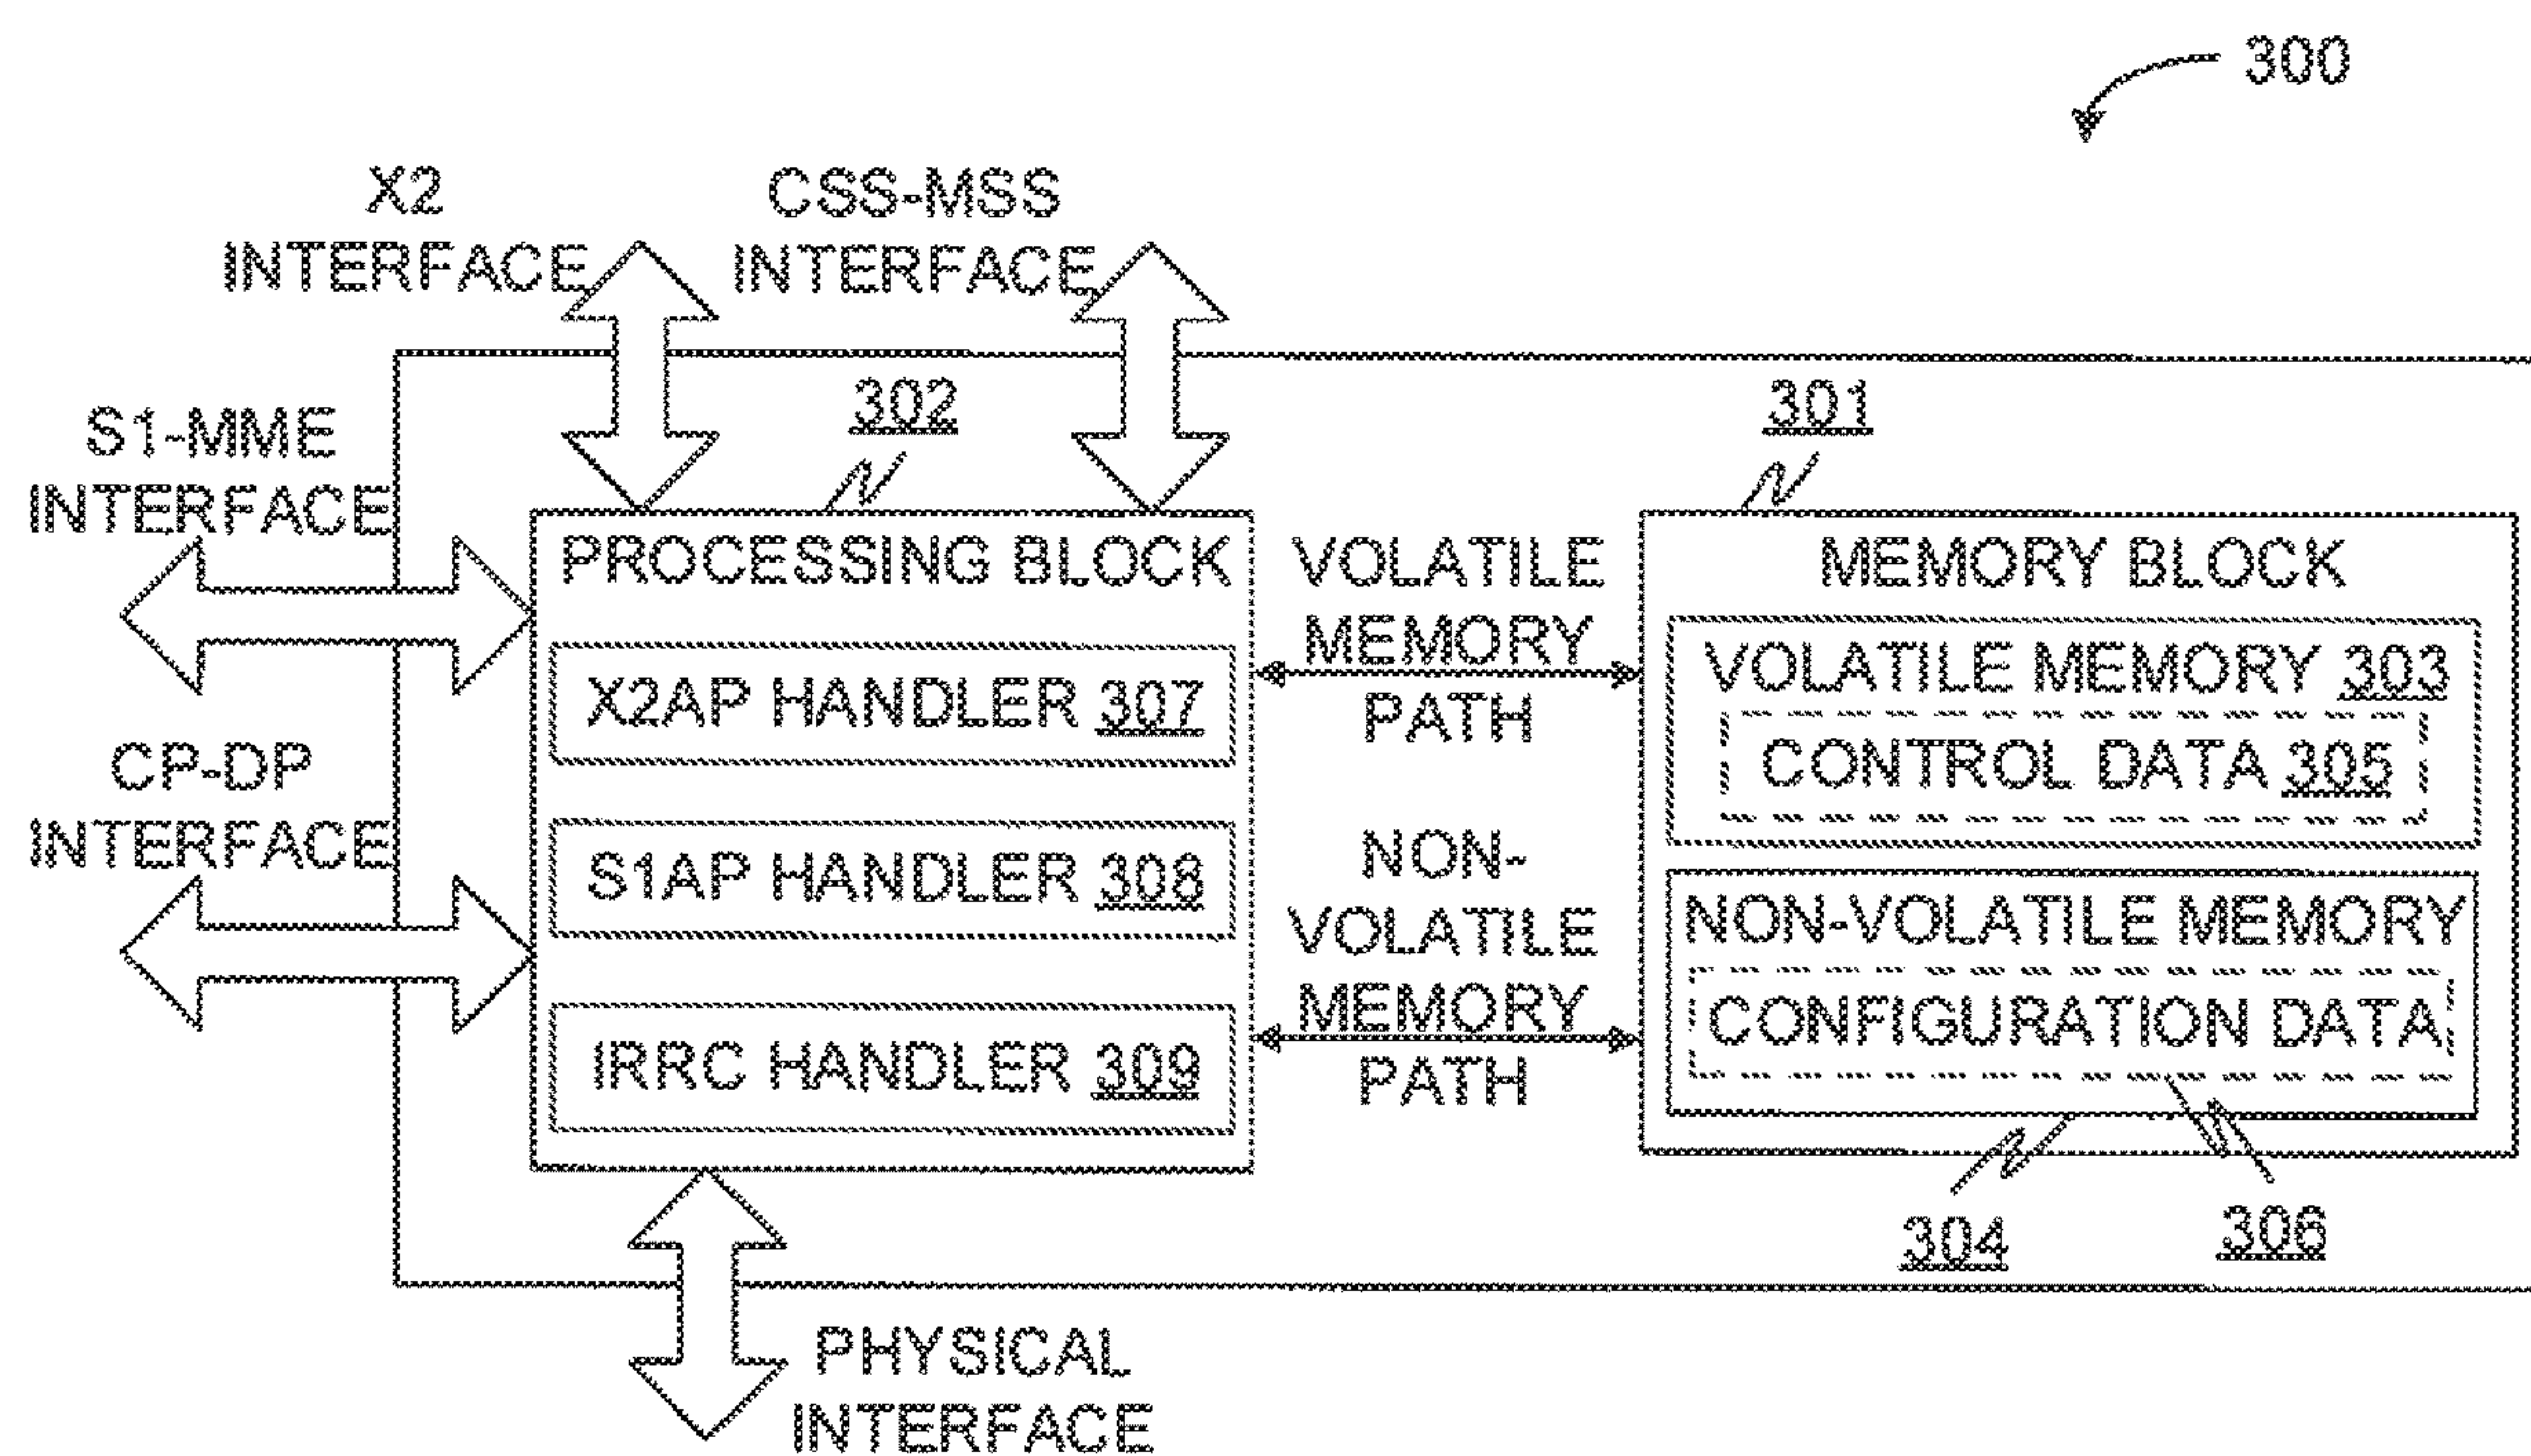 300
X2
INTERFACE
CSS-MSS
INTERFACE
302
301
S1-MME
INTERFACE
CP-DP
INTERFACE
PROCESSING BLOCK
X2AP HANDLER 307
S1AP HANDLER 308
IRRC HANDLER 309
VOLATILE
MEMORY
PATH
NON-
VOLATILE
MEMORY
PATH
MEMORY BLOCK
VOLATILE MEMORY 303
CONTROL DATA 305
NON-VOLATILE MEMORY
CONFIGURATION DATA
304
306
PHYSICAL
INTERFACE